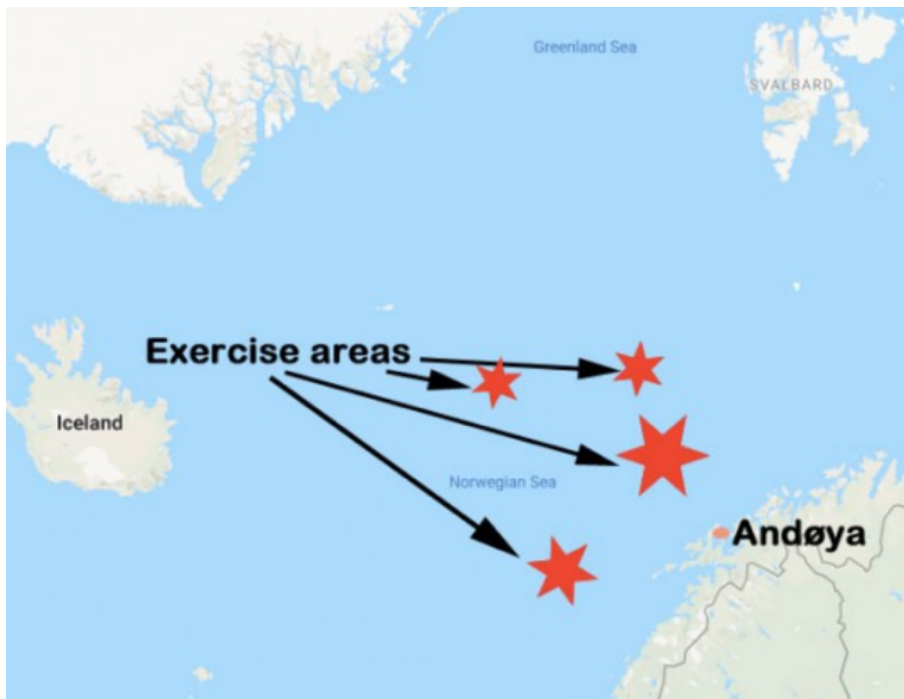 Greenland Sea
SVALBARD
Exercise areas
Iceland
Norwegian Sea
Andøya